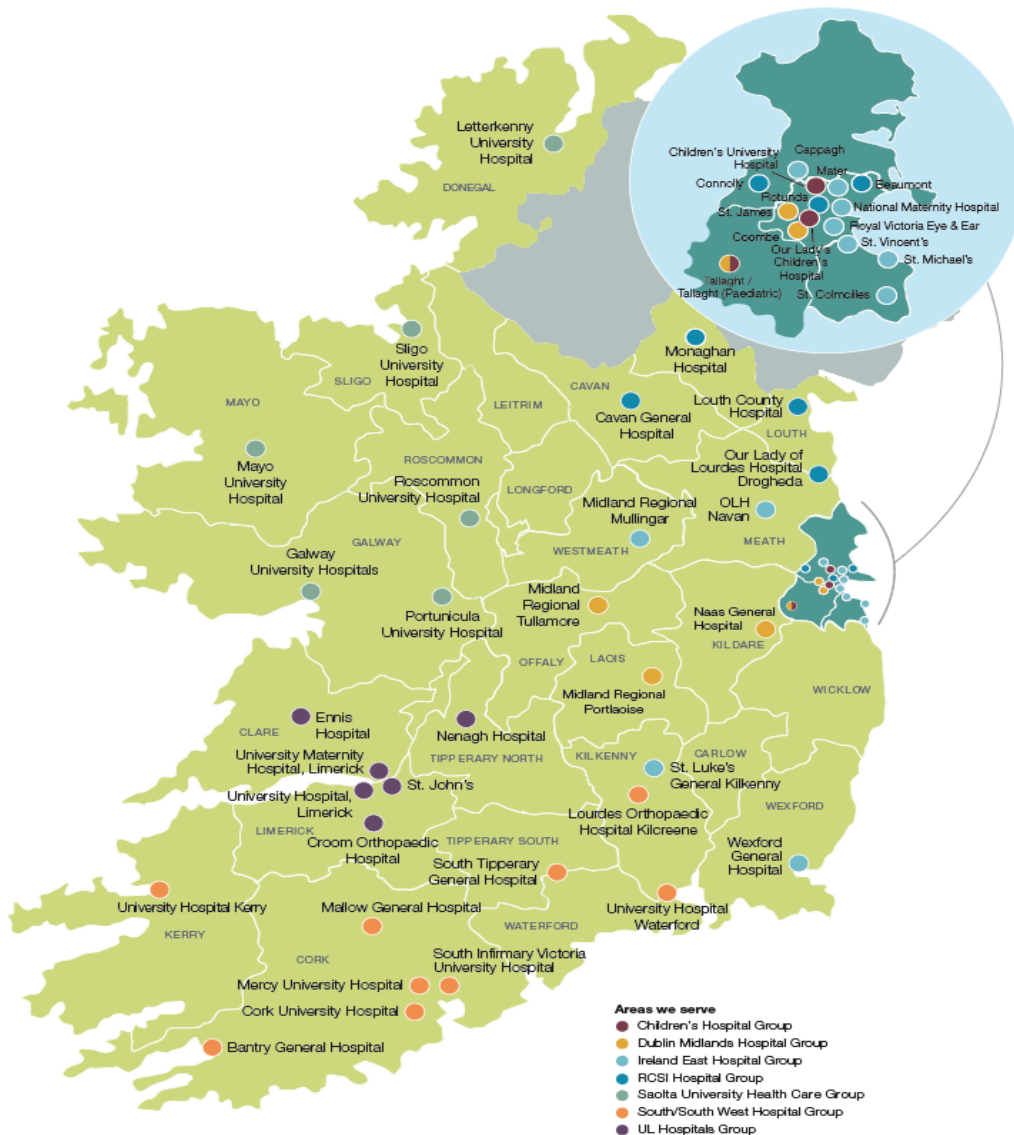 Letterkenny
University
Hospital
DONEGAL
Children's University
Hospital
Cappagh
Mater
Connolly
Beaumont
Rotunda
National Maternity Hospital
St. James
Royal Victoria Eye & Ear
Coombe
Our Lady's
Children's
Hospital
St. Vincent's
St. Michael's
Tallaght /
Tallaght (Paediatric)
St. Colmcilles
Sligo
University
Hospital
SLIGO
Monaghan
Hospital
CAVAN
LEITRIM
MAYO
Cavan General
Hospital
Louth County
Hospital
LOUTH
Mayo
University
Hospital
ROSCOMMON
Roscommon
University Hospital
LONGFORD
Our Lady of
Lourdes Hospital
Drogheda
Midland Regional
Mullingar
OLH
Navan
GALWAY
WESTMEATH
MEATH
Galway
University Hospitals
Portunicula
University Hospital
Midland
Regional
Tullamore
Naas General
Hospital
KILDARE
OFFALY
LAOIS
Midland Regional
Portlaoise
WICKLOW
Ennis
Hospital
CLARE
Nenagh Hospital
University Maternity
Hospital, Limerick
TIPPERARY NORTH
KILKENNY
CARLOW
St. John's
St. Luke's
General Kilkenny
University Hospital,
Limerick
WEXFORD
LIMERICK
Croom Orthopaedic
Hospital
Lourdes Orthopaedic
Hospital Kilcreene
TIPPERARY SOUTH
Wexford
General
Hospital
South Tipperary
General Hospital
University Hospital Kerry
Mallow General Hospital
University Hospital
Waterford
WATERFORD
KERRY
CORK
South Infirmary Victoria
University Hospital
Mercy University Hospital
Cork University Hospital
Bantry General Hospital
Areas we serve
Children's Hospital Group
Dublin Midlands Hospital Group
Ireland East Hospital Group
RCSI Hospital Group
Saolta University Health Care Group
South/South West Hospital Group
UL Hospitals Group